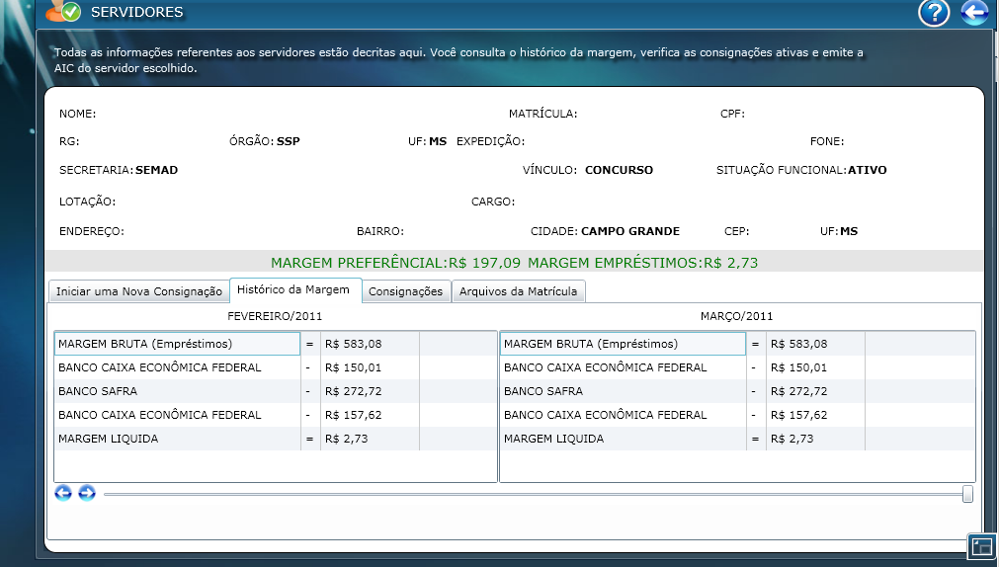 SERVIDORES
Todas as informações referentes aos servidores estão decritas aqui. Você consulta o histórico da margem, verifica as consignações ativas e emite a
AIC do servidor escolhido.
NOME: MATRÍCULA: CPF:
RG: ÓRGÃO: SSP UF: MS EXPEDIÇÃO: FONE:
SECRETARIA: SEMAD VÍNCULO: CONCURSO SITUAÇÃO FUNCIONAL: ATIVO
LOTAÇÃO: CARGO:
ENDEREÇO: BAIRRO: CIDADE: CAMPO GRANDE CEP: UF: MS
MARGEM PREFERÊNCIAL:R$ 197,09 MARGEM EMPRÉSTIMOS:R$ 2,73
Iniciar uma Nova Consignação Histórico da Margem Consignações Arquivos da Matrícula
FEVEREIRO/2011 MARÇO/2011
MARGEM BRUTA (Empréstimos) = R$ 583,08 MARGEM BRUTA (Empréstimos) = R$ 583,08
BANCO CAIXA ECONÔMICA FEDERAL - R$ 150,01 BANCO CAIXA ECONÔMICA FEDERAL - R$ 150,01
BANCO SAFRA - R$ 272,72 BANCO SAFRA - R$ 272,72
BANCO CAIXA ECONÔMICA FEDERAL - R$ 157,62 BANCO CAIXA ECONÔMICA FEDERAL - R$ 157,62
MARGEM LIQUIDA = R$ 2,73 MARGEM LIQUIDA = R$ 2,73